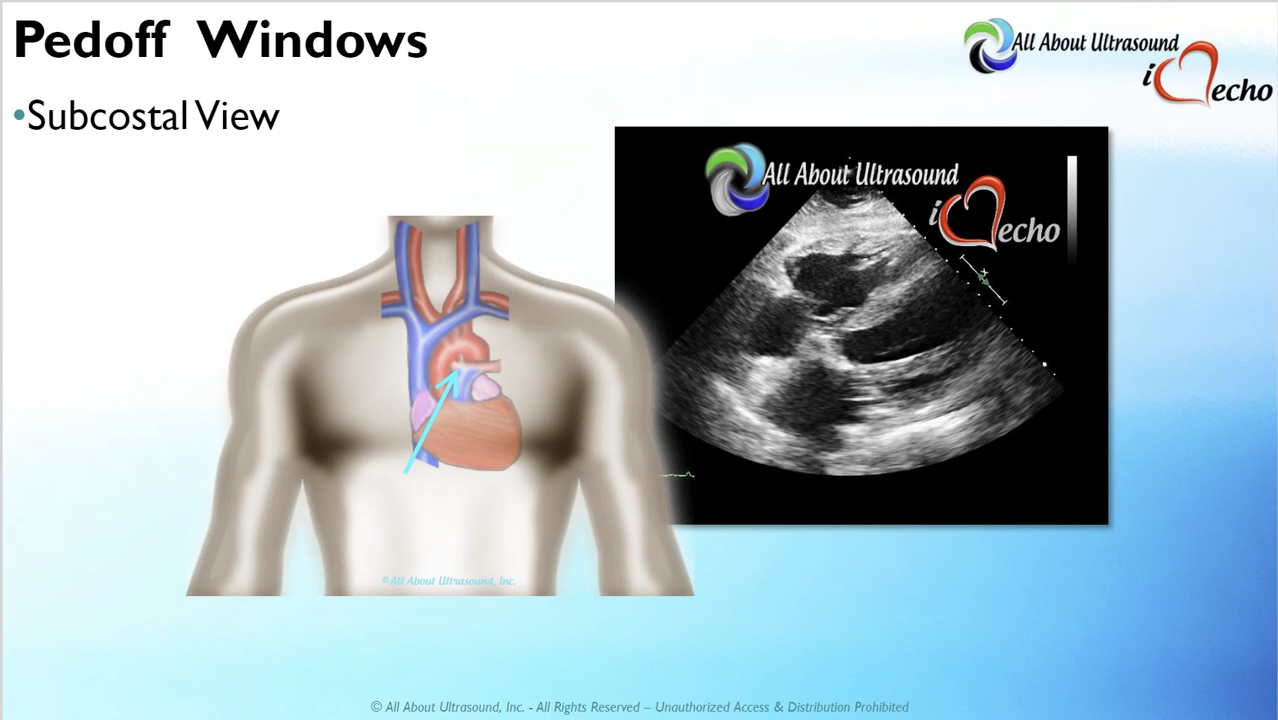 Pedoff Windows
All About Ultrasound
i echo
•Subcostal View
All About Ultrasound
i echo
©All About Ultrasound, Inc.
© All About Ultrasound, Inc. - All Rights Reserved – Unauthorized Access & Distribution Prohibited